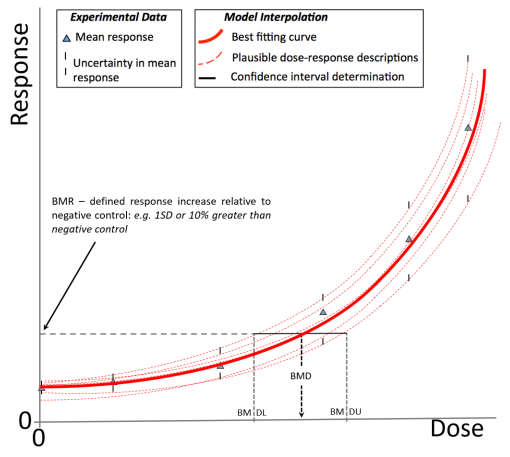 Experimental Data
Mean response
Uncertainty in mean
response
Model Interpolation
Best fitting curve
Plausible dose-response descriptions
Confidence interval determination
Response
BMR – defined response increase relative to
negative control: e.g. 1SD or 10% greater than
negative control
BMD
BM DL
BM DU
0
0
Dose